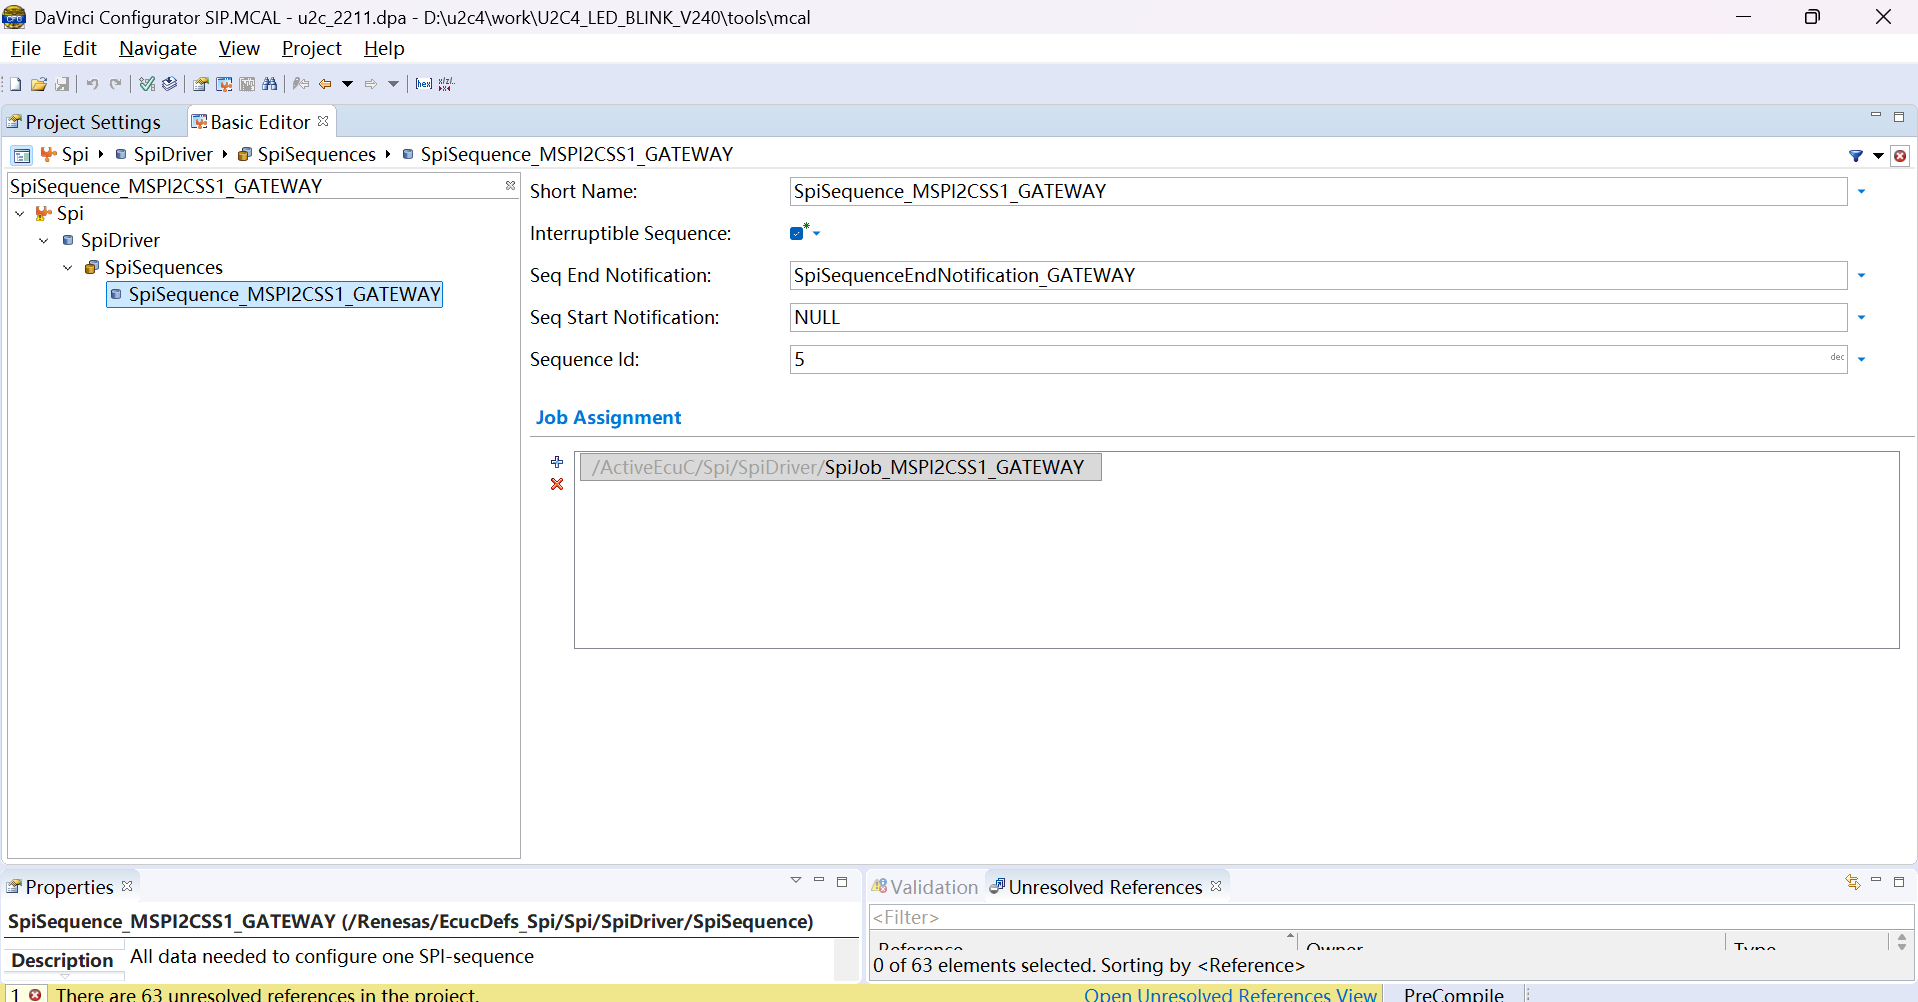 DaVinci Configurator SIP.MCAL - u2c_2211.dpa - D:\u2c4\work\U2C4_LED_BLINK_V240\tools\mcal
File Edit Navigate View Project Help
Project Settings Basic Editor
Spi SpiDriver SpiSequences SpiSequence_MSPI2CSS1_GATEWAY
SpiSequence_MSPI2CSS1_GATEWAY
Spi
SpiDriver
SpiSequences
SpiSequence_MSPI2CSS1_GATEWAY
Short Name: SpiSequence_MSPI2CSS1_GATEWAY
Interruptible Sequence:
Seq End Notification: SpiSequenceEndNotification_GATEWAY
Seq Start Notification: NULL
Sequence Id: 5 dec
Job Assignment
/ActiveEcuC/Spi/SpiDriver/SpiJob_MSPI2CSS1_GATEWAY
Properties
SpiSequence_MSPI2CSS1_GATEWAY (/Renesas/EcucDefs_Spi/Spi/SpiDriver/SpiSequence)
Description All data needed to configure one SPI-sequence
Validation Unresolved References
<Filter>
Reference Owner Type
0 of 63 elements selected. Sorting by <Reference>
1 There are 63 unresolved references in the project. Open Unresolved References View PreCompile